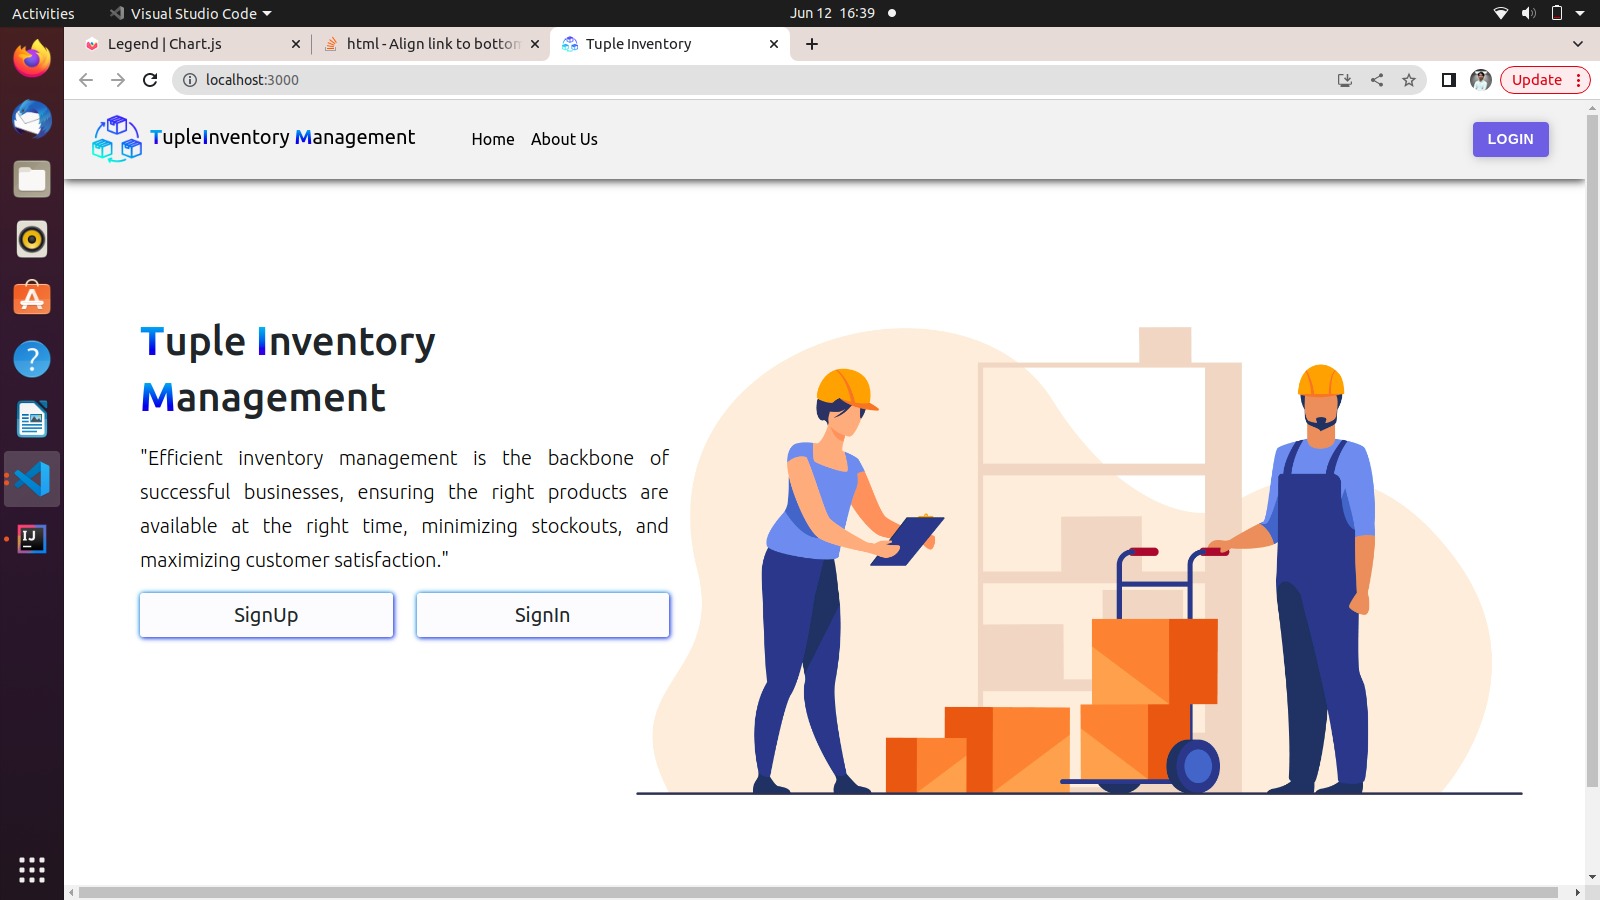 Activities
Visual Studio Code
Jun 12 16:39
Legend | Chart.js
html - Align link to bottom
Tuple Inventory
localhost:3000
Update
TupleInventory Management
Home
About Us
LOGIN
Tuple Inventory
Management
"Efficient inventory management is the backbone of
successful businesses, ensuring the right products are
available at the right time, minimizing stockouts, and
maximizing customer satisfaction."
SignUp
SignIn
IJ